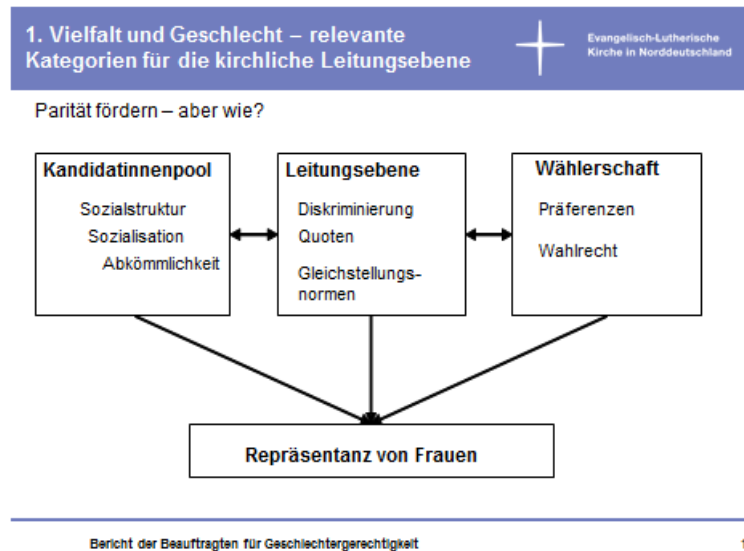 1. Vielfalt und Geschlecht – relevante
Kategorien für die kirchliche Leitungsebene
Evangelisch-Lutherische
Kirche in Norddeutschland
Parität fördern – aber wie?
Kandidatinnenpool
Sozialstruktur
Sozialisation
Abkömmlichkeit
Leitungsebene
Diskriminierung
Quoten
Gleichstellungs-
normen
Wählerschaft
Präferenzen
Wahlrecht
Repräsentanz von Frauen
Bericht der Beauftragten für Geschlechtergerechtigkeit
1